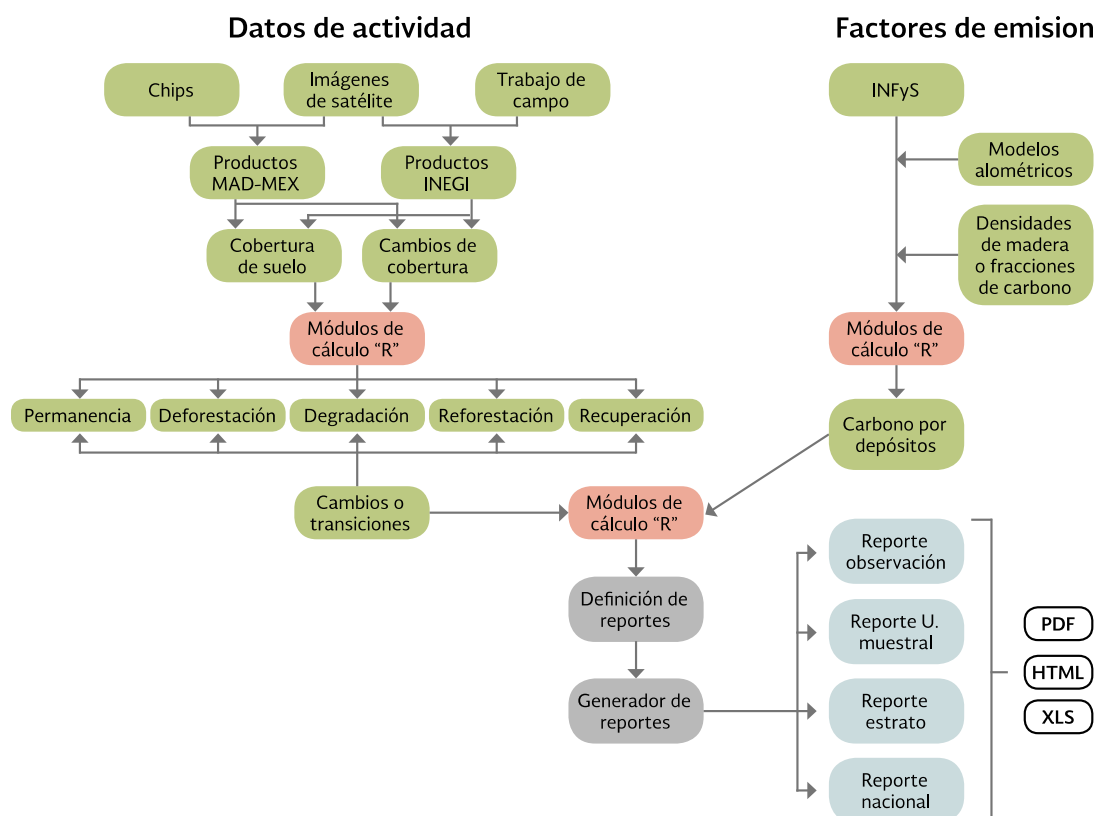 Datos de actividad
Factores de emision
Chips
Imágenes
de satélite
Trabajo de
campo
INFyS
Productos
MAD-MEX
Productos
INEGI
Modelos
alométricos
Cobertura
de suelo
Cambios de
cobertura
Densidades
de madera
o fracciones
de carbono
Módulos de
cálculo “R”
Módulos de
cálculo “R”
Permanencia
Deforestación
Degradación
Reforestación
Recuperación
Carbono por
depósitos
Cambios o
transiciones
Módulos de
cálculo “R”
Reporte
observación
Definición de
reportes
Reporte U.
muestral
PDF
HTML
XLS
Generador de
reportes
Reporte
estrato
Reporte
nacional